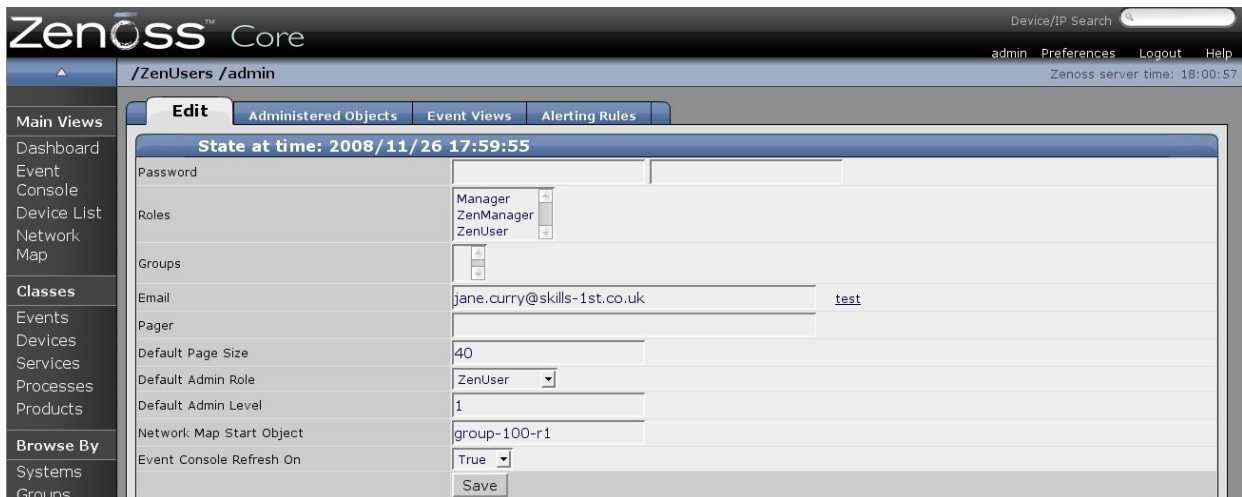 Zenoss™ Core
Device/IP Search
admin Preferences Logout Help
/ZenUsers /admin
Zenoss server time: 18:00:57
Main Views
Dashboard
Event
Console
Device List
Network
Map
Classes
Events
Devices
Services
Processes
Products
Browse By
Systems
Groups
Edit Administered Objects Event Views Alerting Rules
State at time: 2008/11/26 17:59:55
Password
Roles
Manager
ZenManager
ZenUser
Groups
Email jane.curry@skills-1st.co.uk test
Pager
Default Page Size 40
Default Admin Role ZenUser
Default Admin Level 1
Network Map Start Object group-100-r1
Event Console Refresh On True
Save